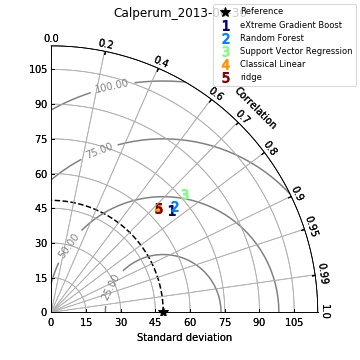 Calperum_2013-
Reference
1 eXtreme Gradient Boost
2 Random Forest
3 Support Vector Regression
4 Classical Linear
5 ridge
0.0 0.2 0.4 0.6 0.7 0.8 0.9 0.95 0.99 1.0
Correlation
105
90
75
60
45
30
15
0
100.00
75.00
50.00
25.00
3
2
1
5
0 15 30 45 60 75 90 105
Standard deviation